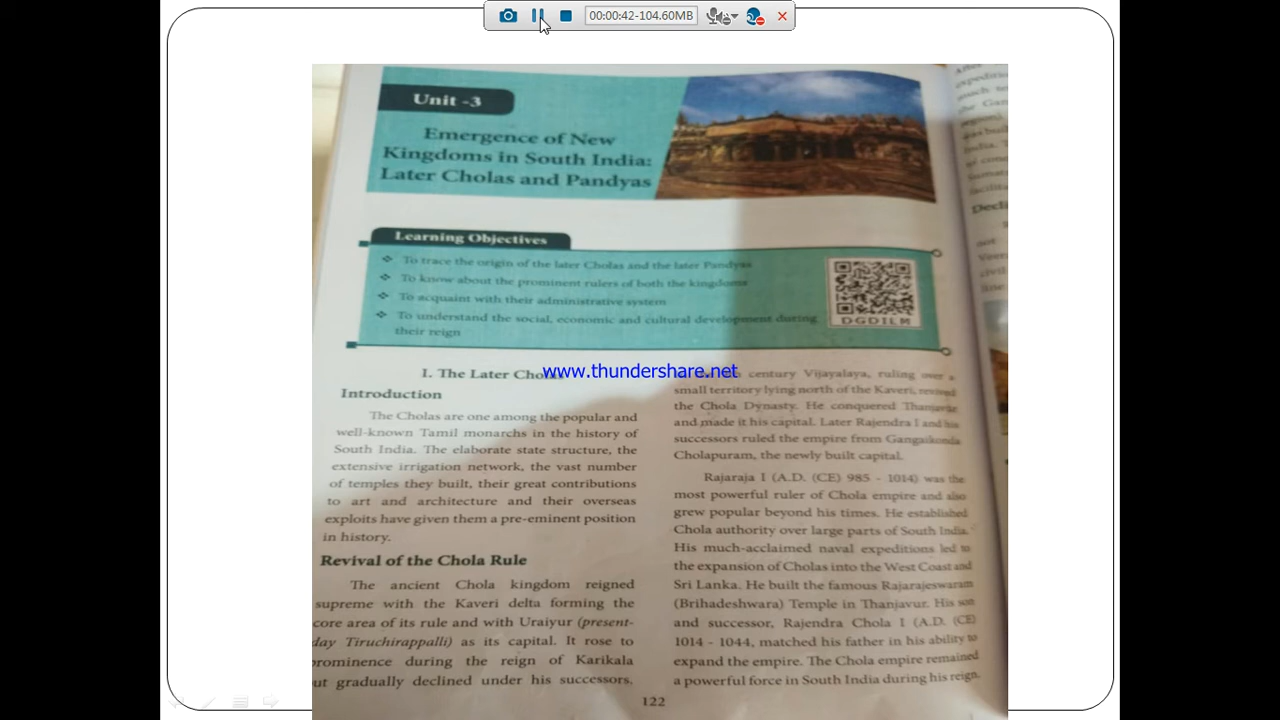 00:00:42-104.60MB
Unit -3
Emergence of New
Kingdoms in South India:
Later Cholas and Pandyas
Learning Objectives
❖ To trace the origin of the later Cholas and the later Pandyas
❖ To know about the prominent rulers of both the kingdoms
❖ To acquaint with their administrative system
❖ To understand the social, economic and cultural development during
their reign
DGDILM
I. The Later
www.thundershare.net
Introduction
The Cholas are one among the popular and
well-known Tamil monarchs in the history of
South India. The elaborate state structure, the
extensive irrigation network, the vast number
of temples they built, their great contributions
to art and architecture and their overseas
exploits have given them a pre-eminent position
in history.
Revival of the Chola Rule
The ancient Chola kingdom reigned
supreme with the Kaveri delta forming the
core area of its rule and with Uraiyur (present-
day Tiruchirappalli) as its capital. It rose to
prominence during the reign of Karikala
ut gradually declined under his successors.
century Vijayalaya, ruling over a
small territory lying north of the Kaveri, revived
the Chola Dynasty. He conquered Thanjavur
and made it his capital. Later Rajendra I and his
successors ruled the empire from Gangaikonda
Cholapuram, the newly built capital.
Rajaraja I (A.D. (CE) 985 - 1014) was the
most powerful ruler of Chola empire and also
grew popular beyond his times. He established
Chola authority over large parts of South India.
His much-acclaimed naval expeditions led to
the expansion of Cholas into the West Coast and
Sri Lanka. He built the famous Rajarajeswaram
(Brihadeshwara) Temple in Thanjavur. His son
and successor, Rajendra Chola I (A.D. (CE)
1014 - 1044, matched his father in his ability to
expand the empire. The Chola empire remained
a powerful force in South India during his reign.
122